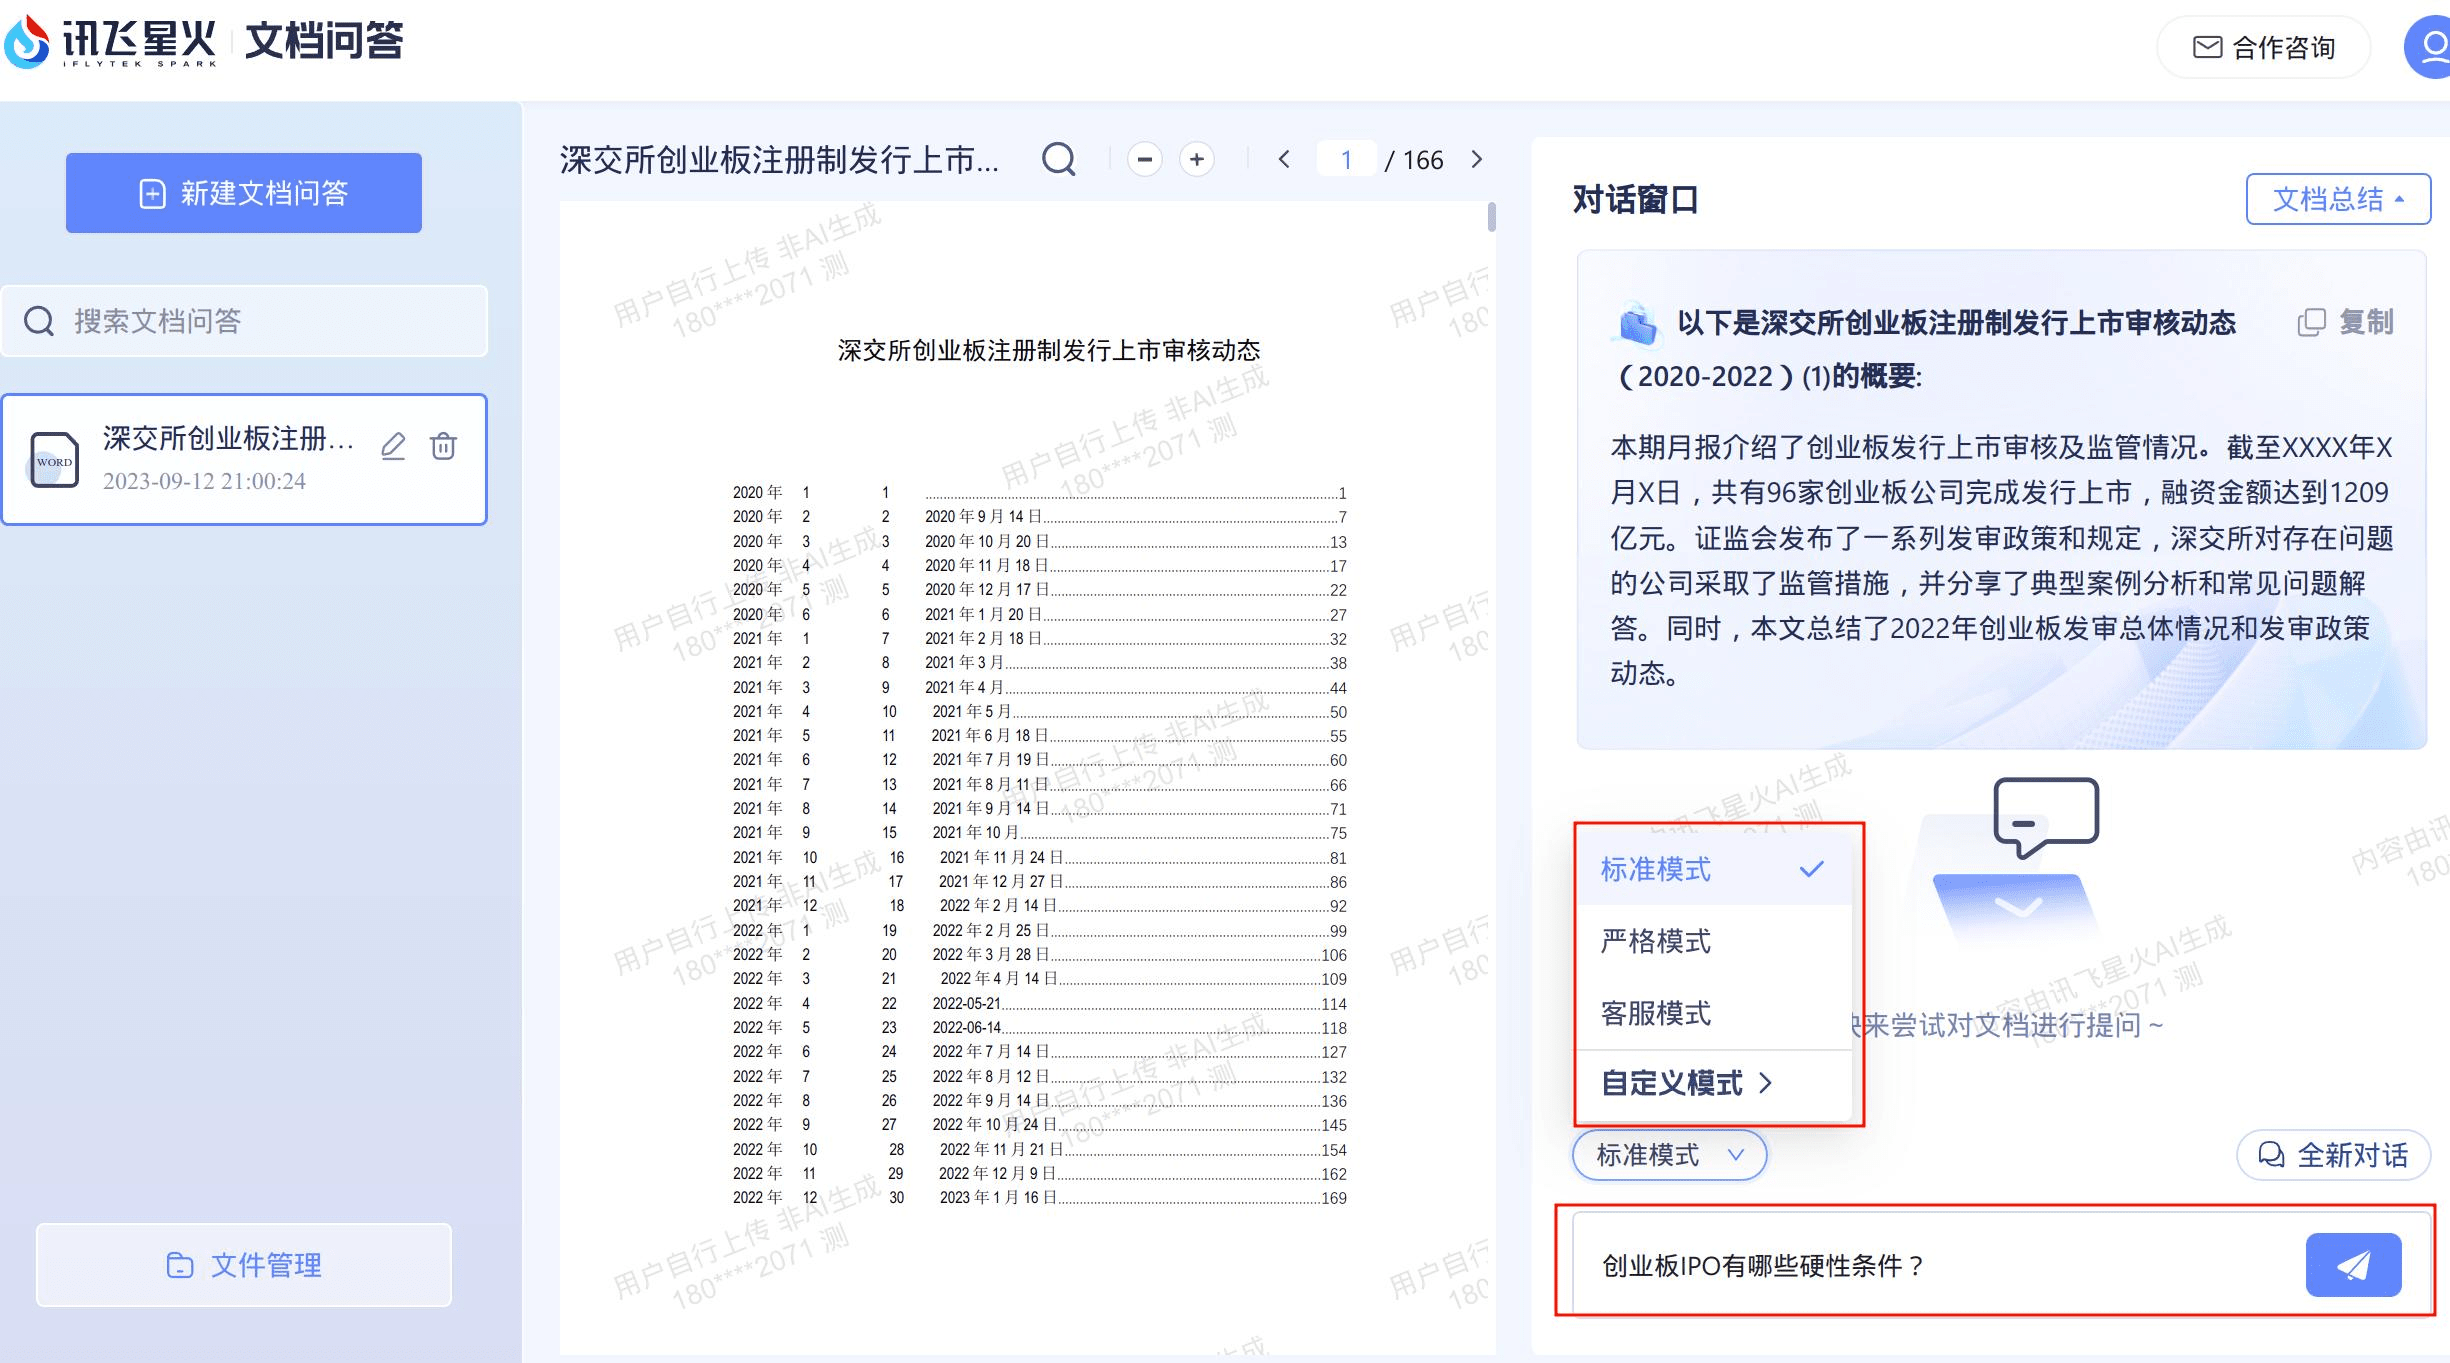 讯飞星火
IFLYTEK SPARK
文档问答
合作咨询
新建文档问答
搜索文档问答
WORD
深交所创业板注册...
2023-09-12 21:00:24
文件管理
深交所创业板注册制发行上市...
1 / 166
深交所创业板注册制发行上市审核动态
2020 年 1 1 ........1
2020 年 2 2 2020 年 9 月 14 日........7
2020 年 3 3 2020 年 10 月 20 日........13
2020 年 4 4 2020 年 11 月 18 日........17
2020 年 5 5 2020 年 12 月 17 日........22
2020 年 6 6 2021 年 1 月 20 日........27
2021 年 1 7 2021 年 2 月 18 日........32
2021 年 2 8 2021 年 3 月........38
2021 年 3 9 2021 年 4 月........44
2021 年 4 10 2021 年 5 月........50
2021 年 5 11 2021 年 6 月 18 日........55
2021 年 6 12 2021 年 7 月 19 日........60
2021 年 7 13 2021 年 8 月 11 日........66
2021 年 8 14 2021 年 9 月 14 日........71
2021 年 9 15 2021 年 10 月........75
2021 年 10 16 2021 年 11 月 24 日........81
2021 年 11 17 2021 年 12 月 27 日........86
2021 年 12 18 2022 年 2 月 14 日........92
2022 年 1 19 2022 年 2 月 25 日........99
2022 年 2 20 2022 年 3 月 28 日........106
2022 年 3 21 2022 年 4 月 14 日........109
2022 年 4 22 2022-05-21........114
2022 年 5 23 2022-06-14........118
2022 年 6 24 2022 年 7 月 14 日........127
2022 年 7 25 2022 年 8 月 12 日........132
2022 年 8 26 2022 年 9 月 14 日........136
2022 年 9 27 2022 年 10 月 24 日........145
2022 年 10 28 2022 年 11 月 21 日........154
2022 年 11 29 2022 年 12 月 9 日........162
2022 年 12 30 2023 年 1 月 16 日........169
用户自行上传 非AI生成
180****2071 测
对话窗口
文档总结
以下是深交所创业板注册制发行上市审核动态
（2020-2022）(1)的概要:
复制
本期月报介绍了创业板发行上市审核及监管情况。截至XXXX年X
月X日，共有96家创业板公司完成发行上市，融资金额达到1209
亿元。证监会发布了一系列发审政策和规定，深交所对存在问题
的公司采取了监管措施，并分享了典型案例分析和常见问题解
答。同时，本文总结了2022年创业板发审总体情况和发审政策
动态。
标准模式
严格模式
客服模式
自定义模式
来尝试对文档进行提问 ~
内容由讯飞星火AI生成
180****2071 测
标准模式
全新对话
创业板IPO有哪些硬性条件？